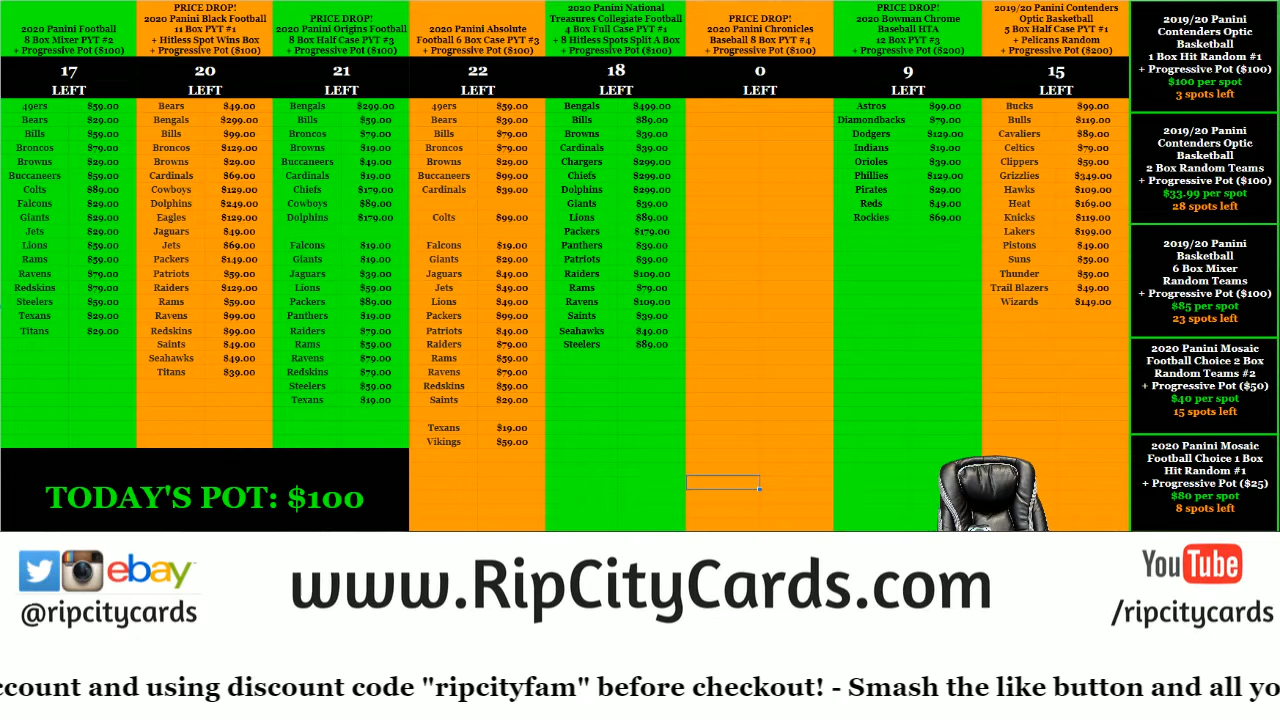 2020 Panini Football
8 Box Mixer PYT #2
+ Progressive Pot ($100)
17
LEFT
49ers $59.00
Bears $29.00
Bills $59.00
Broncos $79.00
Browns $29.00
Buccaneers $59.00
Colts $89.00
Falcons $29.00
Giants $29.00
Jets $29.00
Lions $59.00
Rams $59.00
Ravens $79.00
Redskins $79.00
Steelers $59.00
Texans $29.00
Titans $29.00
PRICE DROP!
2020 Panini Black Football
11 Box PYT #1
+ Hitless Spot Wins Box
+ Progressive Pot ($100)
20
LEFT
Bears $49.00
Bengals $299.00
Bills $99.00
Broncos $129.00
Browns $29.00
Cardinals $69.00
Cowboys $129.00
Dolphins $249.00
Eagles $129.00
Jaguars $49.00
Jets $69.00
Packers $149.00
Patriots $59.00
Raiders $129.00
Rams $59.00
Ravens $99.00
Redskins $99.00
Saints $49.00
Seahawks $49.00
Titans $39.00
PRICE DROP!
2020 Panini Origins Football
8 Box Half Case PYT #3
+ Progressive Pot ($100)
21
LEFT
Bengals $299.00
Bills $59.00
Broncos $79.00
Browns $19.00
Buccaneers $49.00
Cardinals $19.00
Chiefs $179.00
Cowboys $89.00
Dolphins $179.00
Falcons $19.00
Giants $19.00
Jaguars $39.00
Lions $59.00
Packers $89.00
Panthers $19.00
Raiders $79.00
Rams $59.00
Ravens $79.00
Redskins $79.00
Steelers $59.00
Texans $19.00
2020 Panini Absolute
Football 6 Box Case PYT #3
+ Progressive Pot ($100)
22
LEFT
49ers $59.00
Bears $39.00
Bills $79.00
Broncos $79.00
Browns $29.00
Buccaneers $99.00
Cardinals $39.00
Colts $99.00
Falcons $19.00
Giants $29.00
Jaguars $49.00
Jets $49.00
Lions $49.00
Packers $99.00
Patriots $49.00
Raiders $79.00
Rams $59.00
Ravens $79.00
Redskins $59.00
Saints $29.00
Texans $19.00
Vikings $59.00
2020 Panini National
Treasures Collegiate Football
4 Box Full Case PYT #1
+ 8 Hitless Spots Split A Box
+ Progressive Pot ($100)
18
LEFT
Bengals $499.00
Bills $89.00
Browns $39.00
Cardinals $39.00
Chargers $299.00
Chiefs $299.00
Dolphins $299.00
Giants $39.00
Lions $89.00
Packers $179.00
Panthers $39.00
Patriots $39.00
Raiders $109.00
Rams $79.00
Ravens $109.00
Saints $39.00
Seahawks $49.00
Steelers $89.00
PRICE DROP!
2020 Panini Chronicles
Baseball 8 Box PYT #4
+ Progressive Pot ($100)
0
LEFT
PRICE DROP!
2020 Bowman Chrome
Baseball HTA
12 Box PYT #3
+ Progressive Pot ($200)
9
LEFT
Astros $99.00
Diamondbacks $79.00
Dodgers $129.00
Indians $19.00
Orioles $39.00
Phillies $129.00
Pirates $29.00
Reds $49.00
Rockies $69.00
2019/20 Panini Contenders
Optic Basketball
5 Box Half Case PYT #1
+ Pelicans Random
+ Progressive Pot ($200)
15
LEFT
Bucks $99.00
Bulls $119.00
Cavaliers $89.00
Celtics $79.00
Clippers $59.00
Grizzlies $349.00
Hawks $109.00
Heat $169.00
Knicks $119.00
Lakers $199.00
Pistons $49.00
Suns $59.00
Thunder $59.00
Trail Blazers $49.00
Wizards $149.00
2019/20 Panini
Contenders Optic
Basketball
1 Box Hit Random #1
+ Progressive Pot ($100)
$100 per spot
3 spots left
2019/20 Panini
Contenders Optic
Basketball
2 Box Random Teams
+ Progressive Pot ($100)
$33.99 per spot
28 spots left
2019/20 Panini
Basketball
6 Box Mixer
Random Teams
+ Progressive Pot ($100)
$85 per spot
23 spots left
2020 Panini Mosaic
Football Choice 2 Box
Random Teams #2
+ Progressive Pot ($50)
$40 per spot
15 spots left
2020 Panini Mosaic
Football Choice 1 Box
Hit Random #1
+ Progressive Pot ($25)
$80 per spot
8 spots left
TODAY'S POT: $100
ebay
@ripcitycards
www.RipCityCards.com
YouTube
/ripcitycards
ccount and using discount code "ripcityfam" before checkout! - Smash the like button and all yo